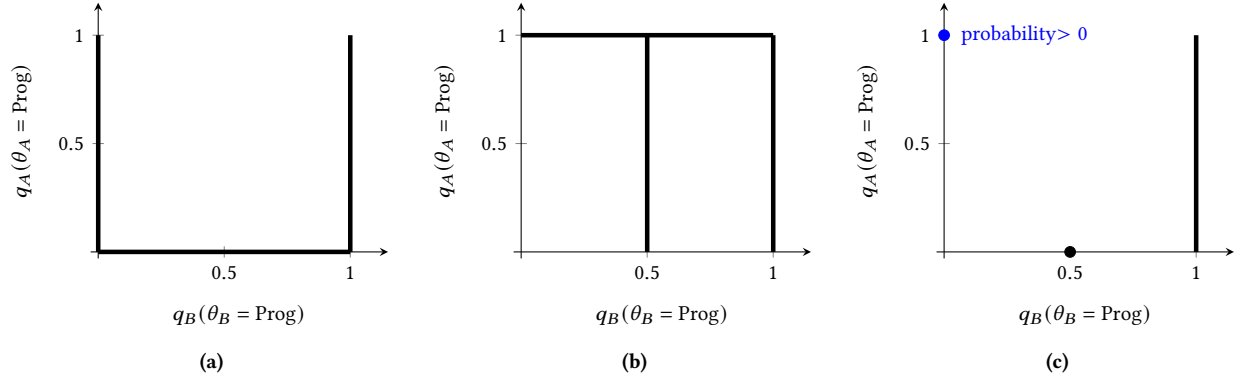 1
0.5
q_A(θ_A = Prog)
0.5
1
q_B(θ_B = Prog)
(a)
1
0.5
q_A(θ_A = Prog)
0.5
1
q_B(θ_B = Prog)
(b)
1
probability> 0
0.5
q_A(θ_A = Prog)
0.5
1
q_B(θ_B = Prog)
(c)